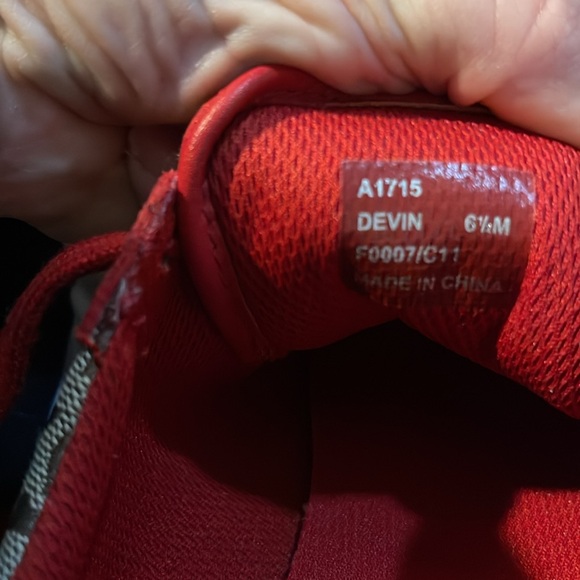 A1715
DEVIN 6½M
F0007/C11
MADE IN CHINA